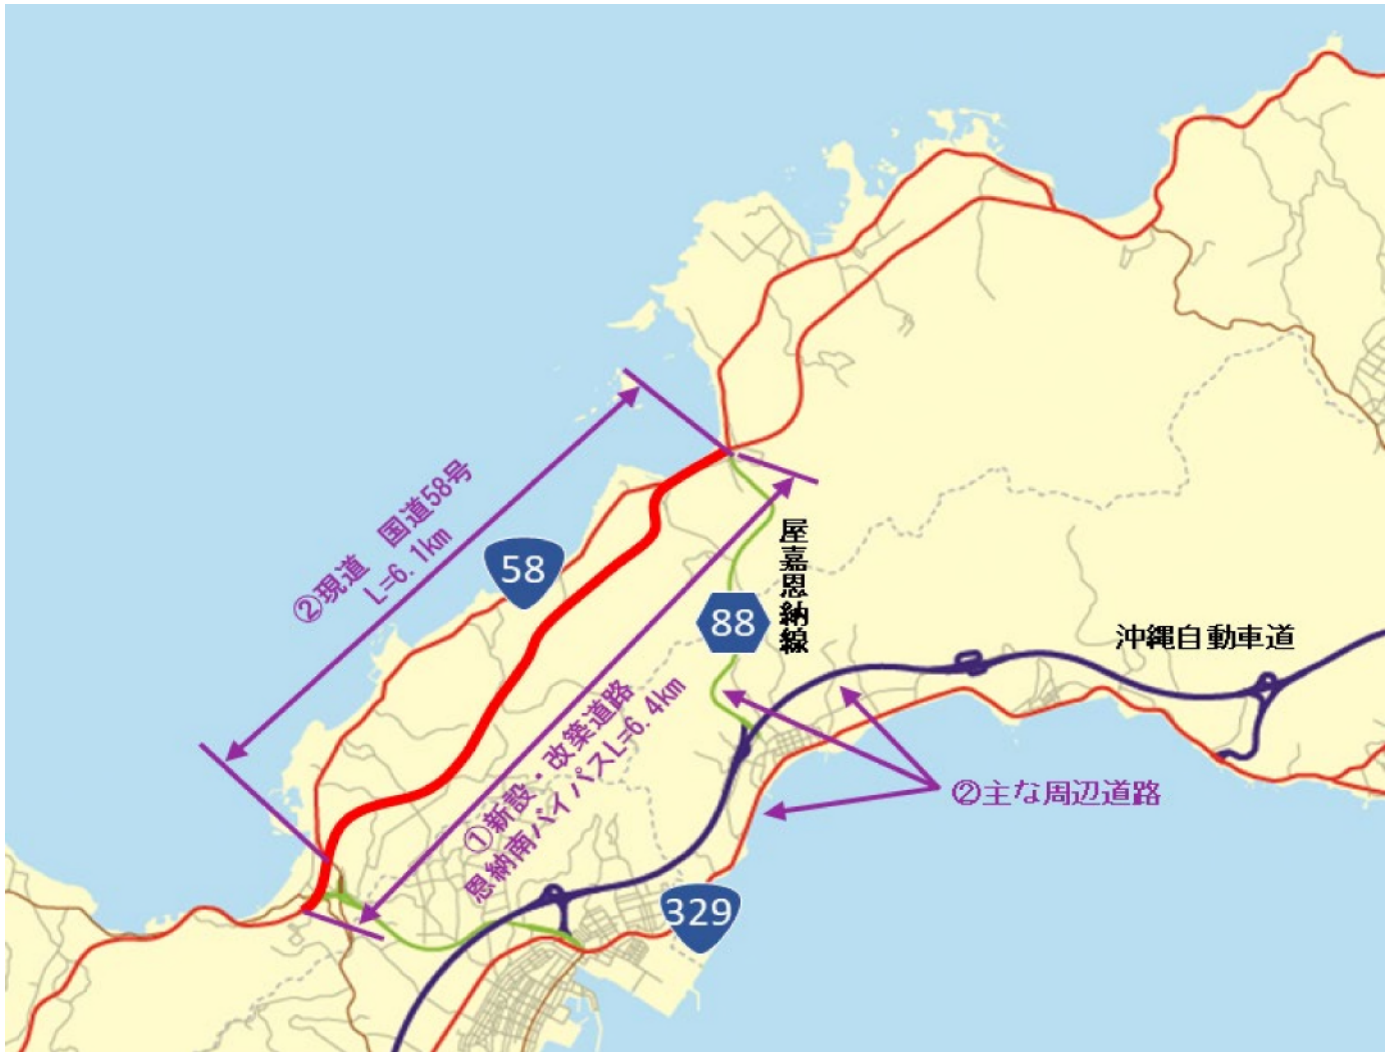 ②現道 国道58号
L=6.1km
58
屋嘉恩納線
88
沖縄自動車道
①新設・改築道路
恩納南バイパスL=6.4km
②主な周辺道路
329